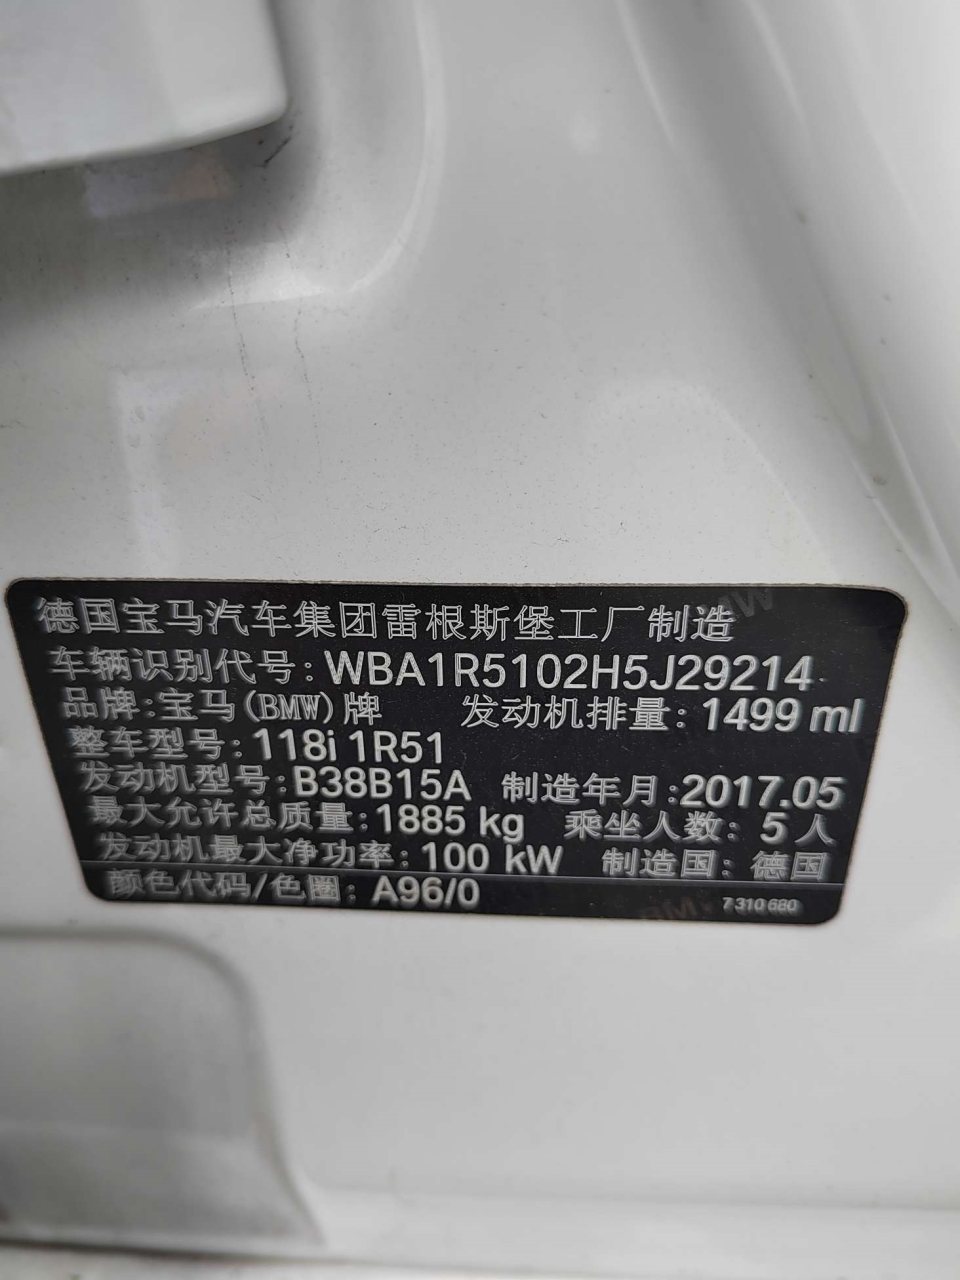 德国宝马汽车集团雷根斯堡工厂制造
车辆识别代号: WBA1R5102H5J29214
品牌: 宝马(BMW)牌 发动机排量: 1499 ml
整车型号: 118i 1R51
发动机型号: B38B15A 制造年月: 2017.05
最大允许总质量: 1885 kg 乘坐人数: 5 人
发动机最大净功率: 100 kW 制造国: 德国
颜色代码/色圈: A96/0
7 310 680